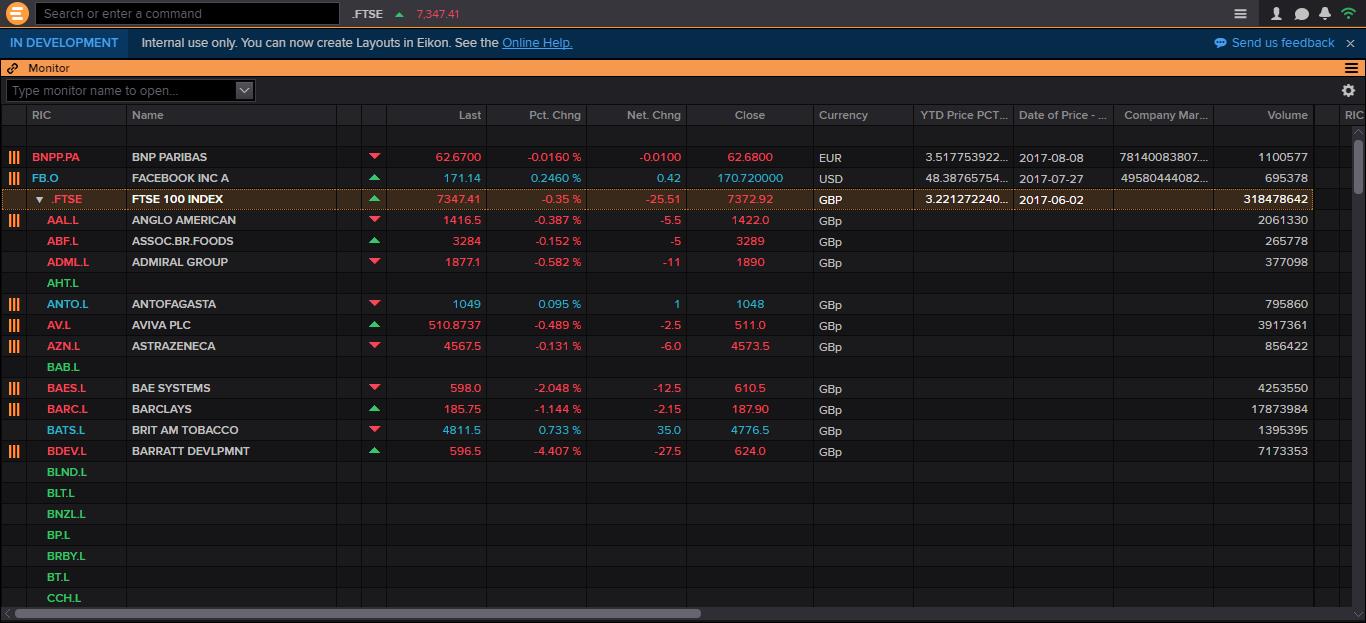 Search or enter a command .FTSE 7,347.41
IN DEVELOPMENT Internal use only. You can now create Layouts in Eikon. See the Online Help. Send us feedback
Monitor
Type monitor name to open...
RIC Name Last Pct. Chng Net. Chng Close Currency YTD Price PCT... Date of Price - ... Company Mar... Volume RIC
BNPP.PA BNP PARIBAS 62.6700 -0.0160 % -0.0100 62.6800 EUR 3.517753922... 2017-08-08 78140083807.... 1100577
FB.O FACEBOOK INC A 171.14 0.2460 % 0.42 170.720000 USD 48.38765754... 2017-07-27 49580444082... 695378
.FTSE FTSE 100 INDEX 7347.41 -0.35 % -25.51 7372.92 GBP 3.221272240... 2017-06-02 318478642
AAL.L ANGLO AMERICAN 1416.5 -0.387 % -5.5 1422.0 GBp 2061330
ABF.L ASSOC.BR.FOODS 3284 -0.152 % -5 3289 GBp 265778
ADML.L ADMIRAL GROUP 1877.1 -0.582 % -11 1890 GBp 377098
AHT.L
ANTO.L ANTOFAGASTA 1049 0.095 % 1 1048 GBp 795860
AV.L AVIVA PLC 510.8737 -0.489 % -2.5 511.0 GBp 3917361
AZN.L ASTRAZENECA 4567.5 -0.131 % -6.0 4573.5 GBp 856422
BAB.L
BAES.L BAE SYSTEMS 598.0 -2.048 % -12.5 610.5 GBp 4253550
BARC.L BARCLAYS 185.75 -1.144 % -2.15 187.90 GBp 17873984
BATS.L BRIT AM TOBACCO 4811.5 0.733 % 35.0 4776.5 GBp 1395395
BDEV.L BARRATT DEVLPMNT 596.5 -4.407 % -27.5 624.0 GBp 7173353
BLND.L
BLT.L
BNZL.L
BP.L
BRBY.L
BT.L
CCH.L